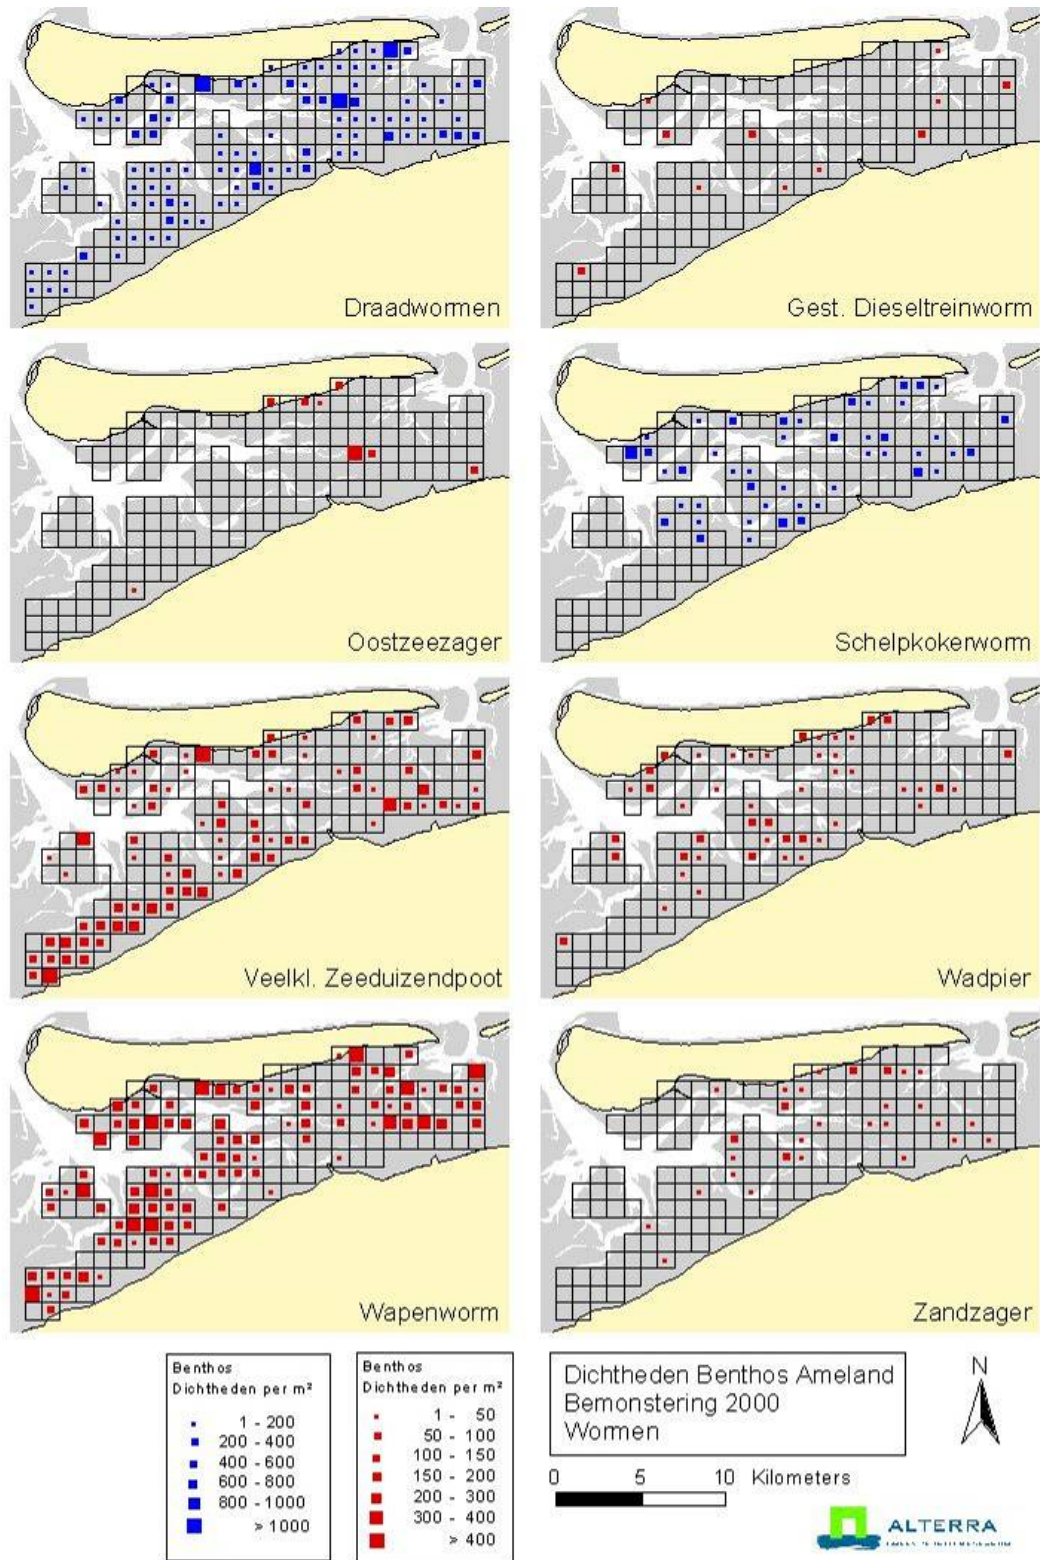 Draadwormen
Gest. Dieseltreinworm
Oostzeezager
Schelpkokerworm
Veelkl. Zeeduizendpoot
Wadpier
Wapenworm
Zandzager
Benthos
Dichtheden per m²
1 - 200
200 - 400
400 - 600
600 - 800
800 - 1000
> 1000
Benthos
Dichtheden per m²
1 - 50
50 - 100
100 - 150
150 - 200
200 - 300
300 - 400
> 400
Dichtheden Benthos Ameland
Bemonstering 2000
Wormen
N
0 5 10 Kilometers
ALTERRA